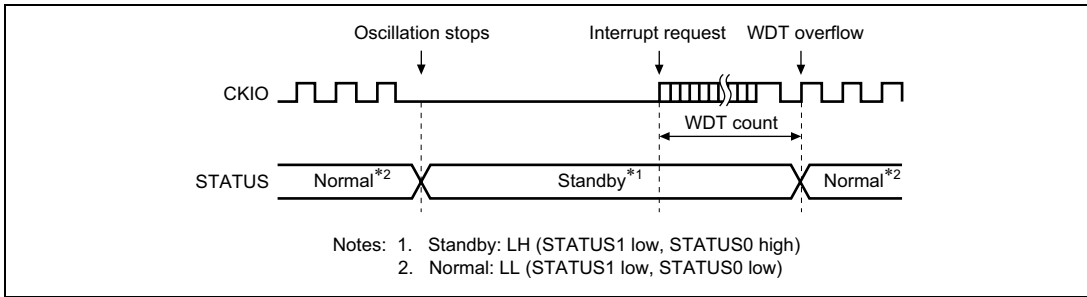 Oscillation stops Interrupt request WDT overflow
CKIO
WDT count
STATUS Normal*2 Standby*1 Normal*2
Notes: 1. Standby: LH (STATUS1 low, STATUS0 high)
2. Normal: LL (STATUS1 low, STATUS0 low)